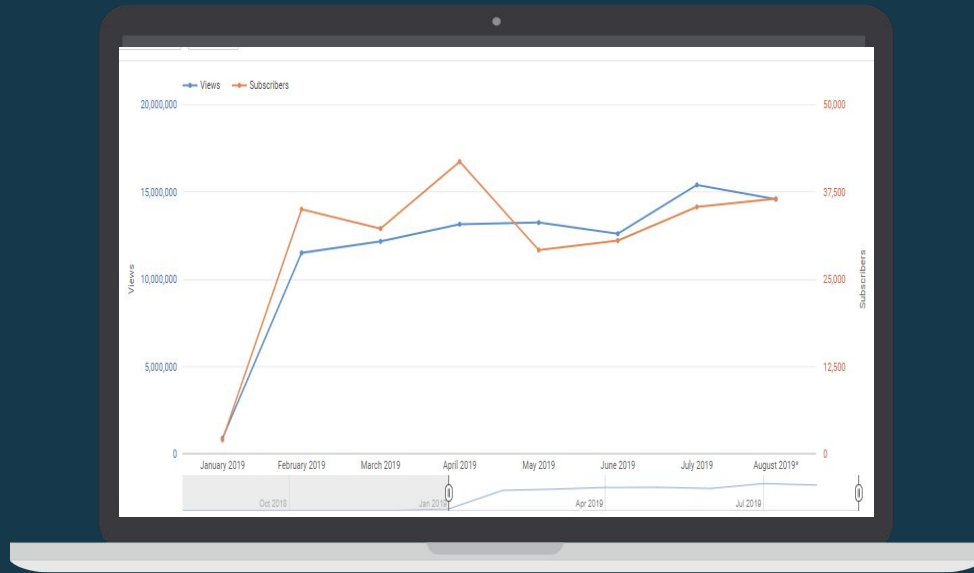 Views Subscribers
20,000,000 50,000
15,000,000 37,500
10,000,000 25,000
5,000,000 12,500
0 0
Views
Subscribers
January 2019 February 2019 March 2019 April 2019 May 2019 June 2019 July 2019 August 2019*
Oct 2018 Jan 2019 Apr 2019 Jul 2019